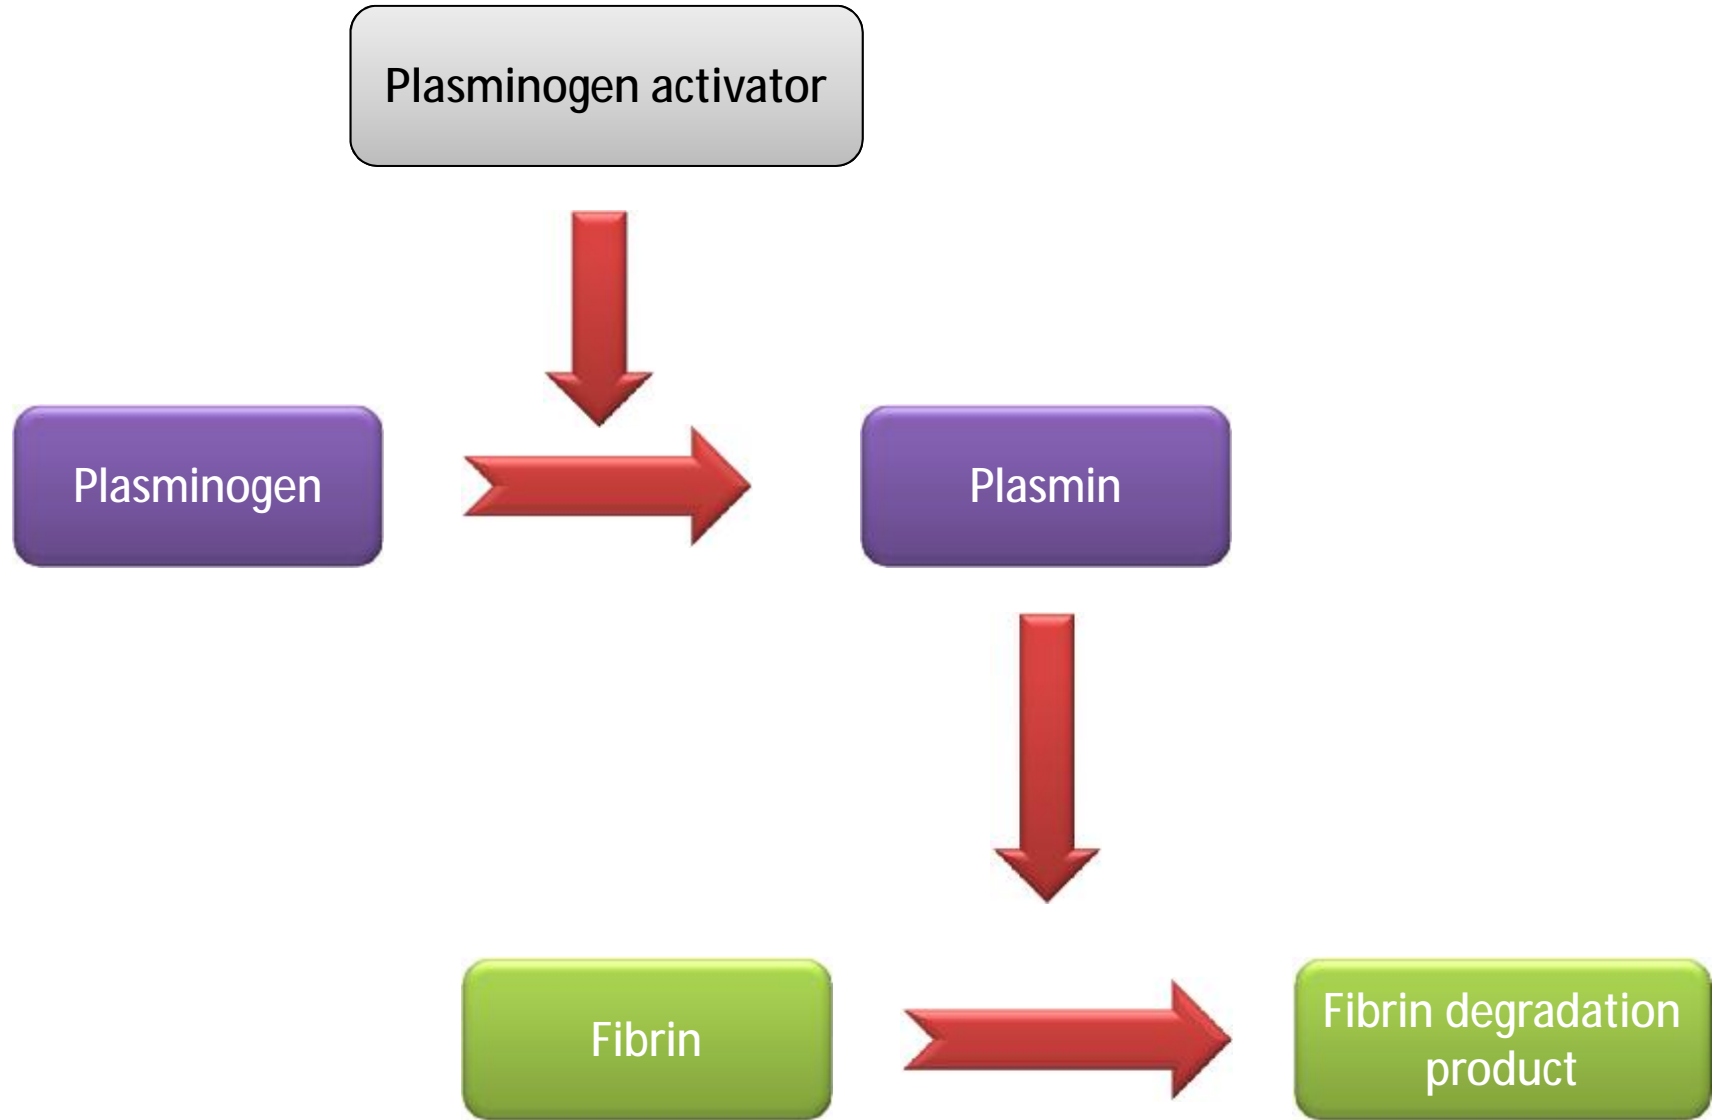 Plasminogen activator
Plasminogen
Plasmin
Fibrin
Fibrin degradation
product